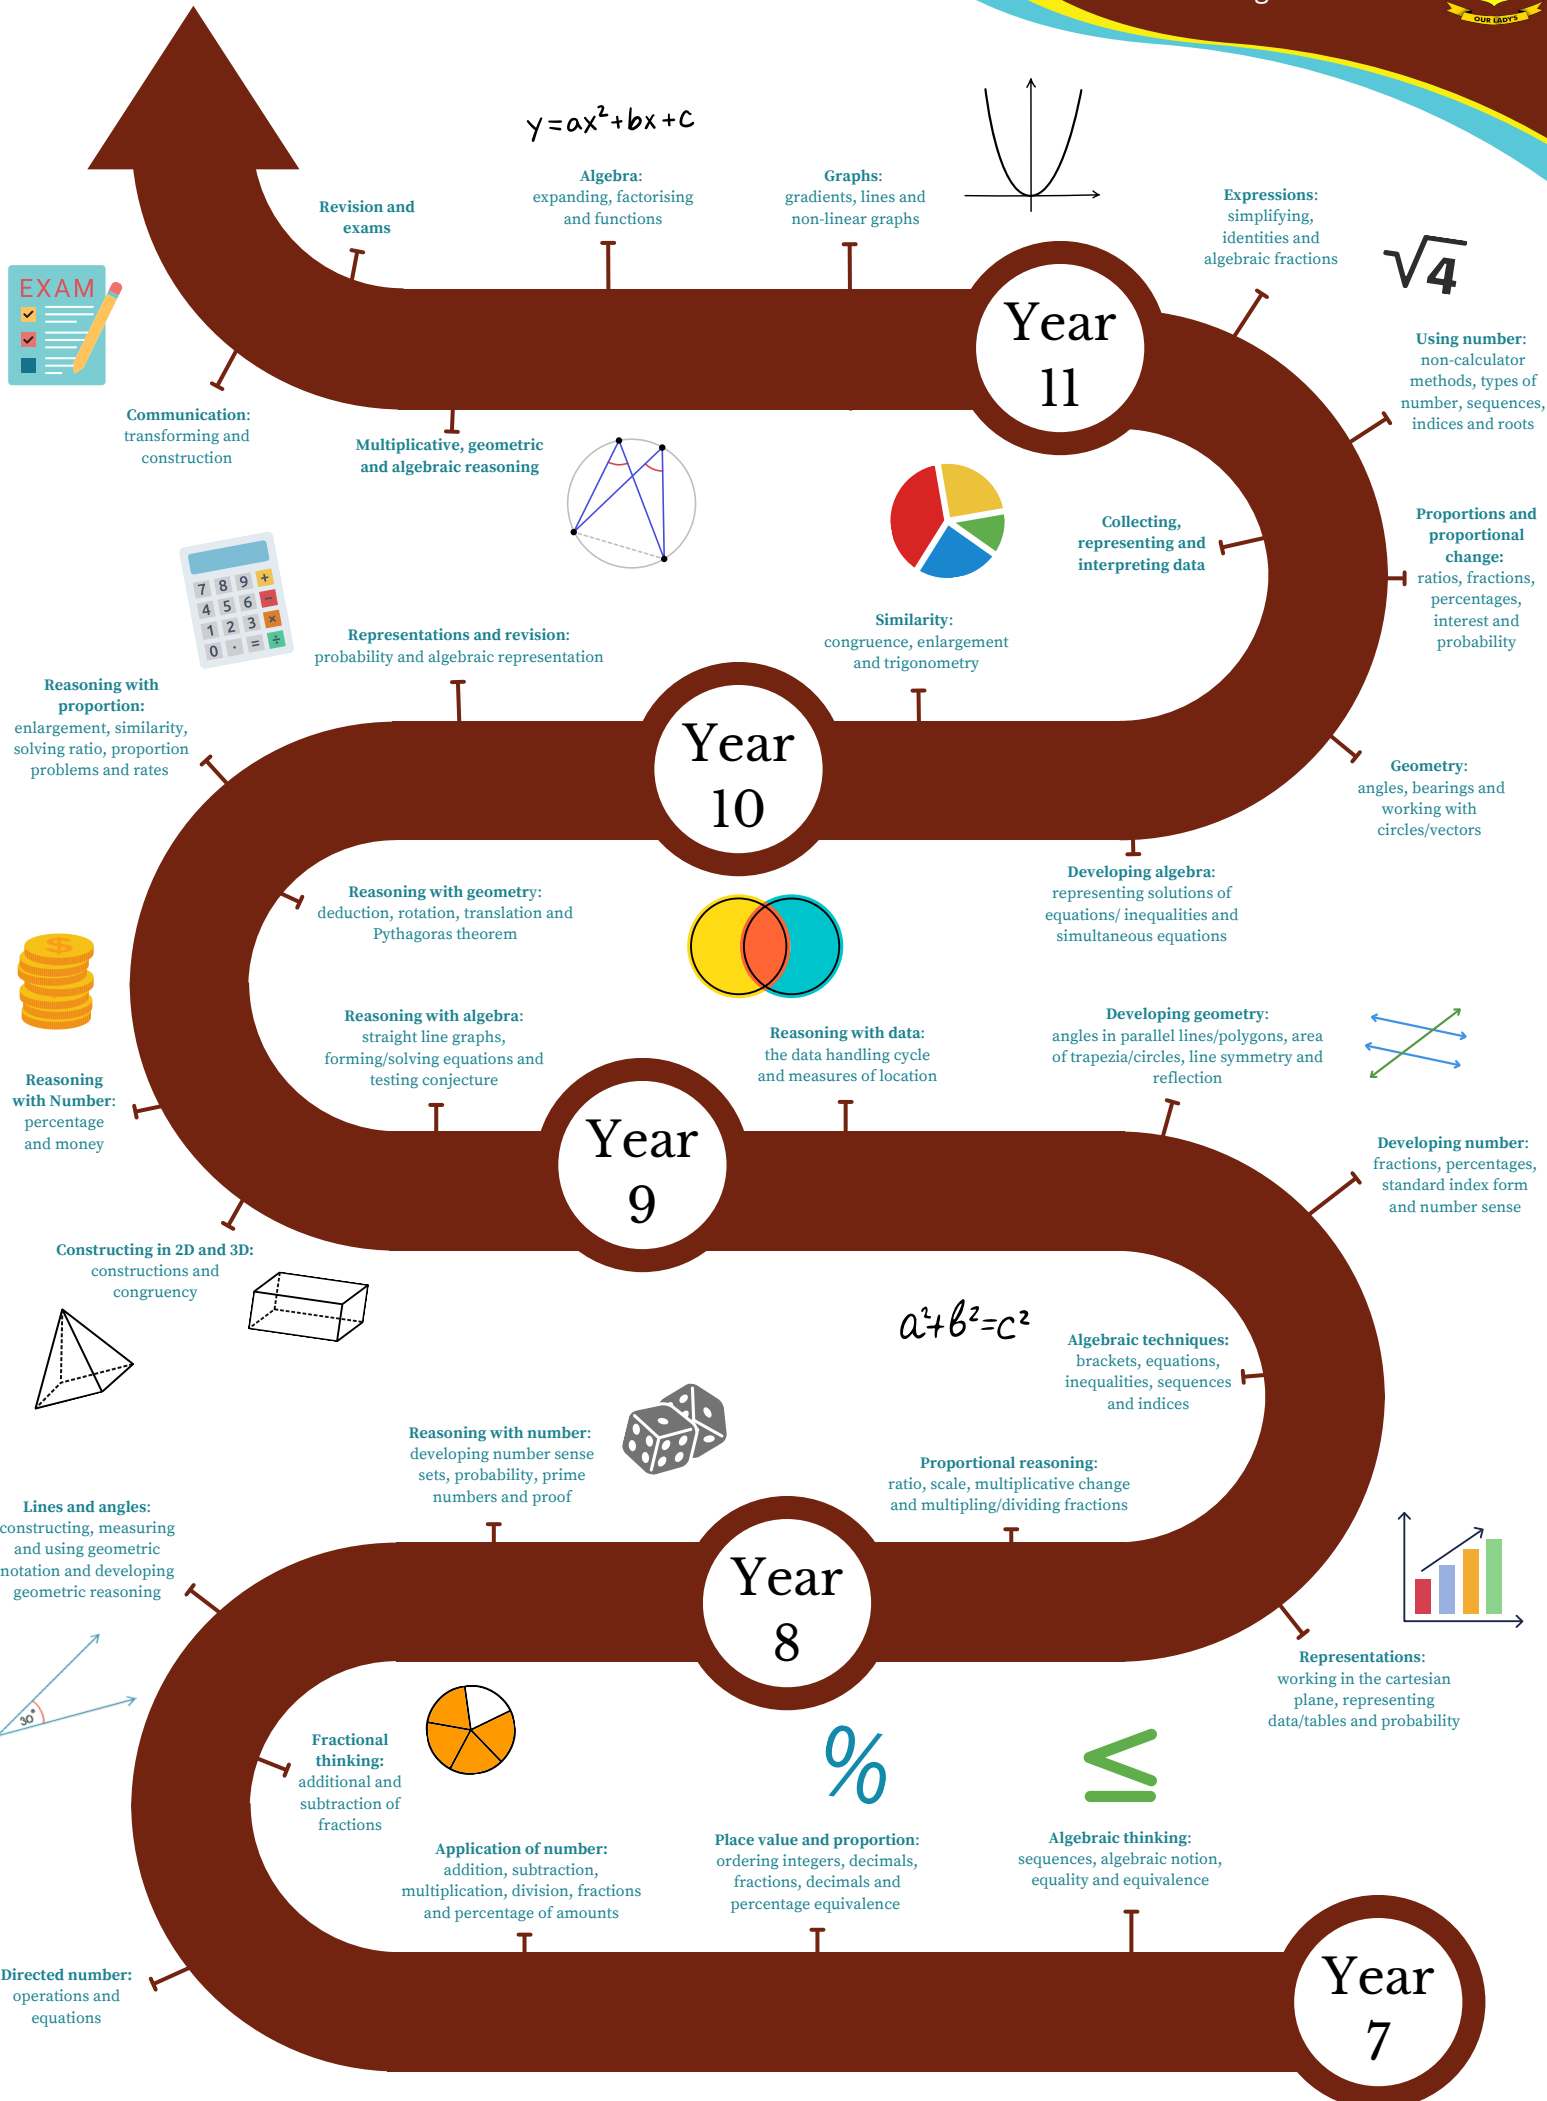 OUR LADY'S
y=ax²+bx+c
Algebra:
expanding, factorising
and functions
Graphs:
gradients, lines and
non-linear graphs
Revision and
exams
Expressions:
simplifying,
identities and
algebraic fractions
√4
EXAM
Year
11
Using number:
non-calculator
methods, types of
number, sequences,
indices and roots
Communication:
transforming and
construction
Multiplicative, geometric
and algebraic reasoning
Collecting,
representing and
interpreting data
Proportions and
proportional
change:
ratios, fractions,
percentages,
interest and
probability
7 8 9 +
4 5 6 −
1 2 3 ×
0 · = ÷
Representations and revision:
probability and algebraic representation
Similarity:
congruence, enlargement
and trigonometry
Reasoning with
proportion:
enlargement, similarity,
solving ratio, proportion
problems and rates
Year
10
Geometry:
angles, bearings and
working with
circles/vectors
Reasoning with geometry:
deduction, rotation, translation and
Pythagoras theorem
Developing algebra:
representing solutions of
equations/ inequalities and
simultaneous equations
$
Reasoning with algebra:
straight line graphs,
forming/solving equations and
testing conjecture
Reasoning with data:
the data handling cycle
and measures of location
Developing geometry:
angles in parallel lines/polygons, area
of trapezia/circles, line symmetry and
reflection
Reasoning
with Number:
percentage
and money
Year
9
Developing number:
fractions, percentages,
standard index form
and number sense
Constructing in 2D and 3D:
constructions and
congruency
a²+b²=c²
Algebraic techniques:
brackets, equations,
inequalities, sequences
and indices
Reasoning with number:
developing number sense
sets, probability, prime
numbers and proof
Proportional reasoning:
ratio, scale, multiplicative change
and multipling/dividing fractions
Lines and angles:
constructing, measuring
and using geometric
notation and developing
geometric reasoning
Year
8
30°
Representations:
working in the cartesian
plane, representing
data/tables and probability
Fractional
thinking:
additional and
subtraction of
fractions
%
≤
Application of number:
addition, subtraction,
multiplication, division, fractions
and percentage of amounts
Place value and proportion:
ordering integers, decimals,
fractions, decimals and
percentage equivalence
Algebraic thinking:
sequences, algebraic notion,
equality and equivalence
Directed number:
operations and
equations
Year
7